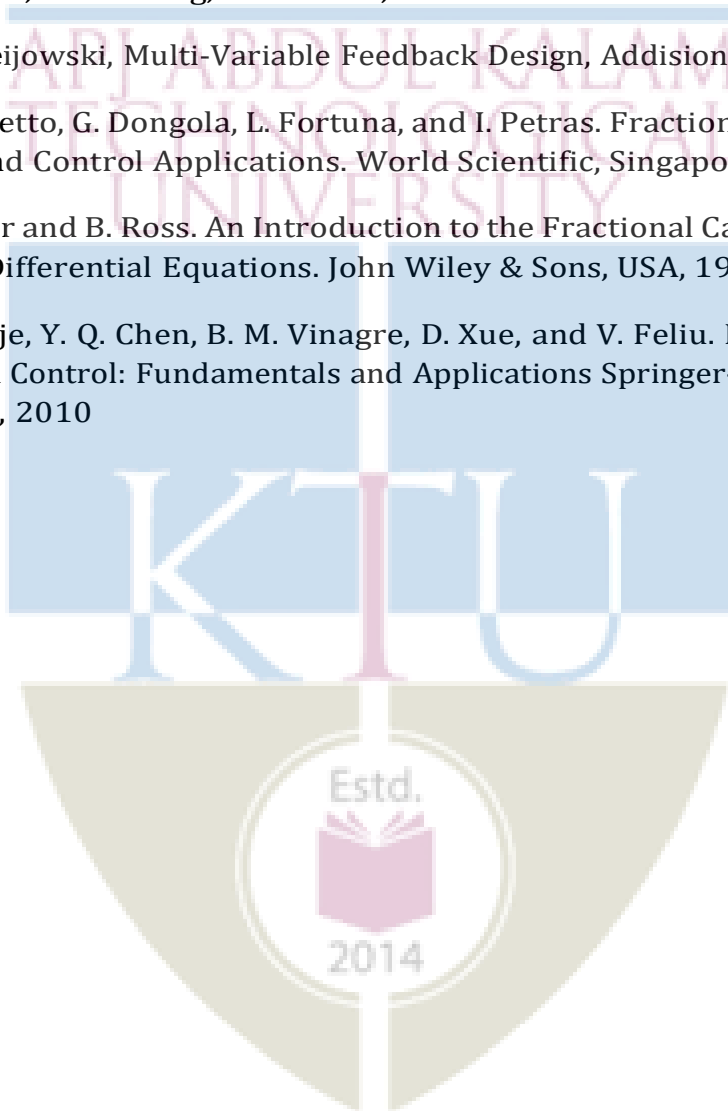 eijowski, Multi-Variable Feedback Design, Addision
etto, G. Dongola, L. Fortuna, and I. Petras. Fraction
nd Control Applications. World Scientific, Singapo
r and B. Ross. An Introduction to the Fractional Ca
Differential Equations. John Wiley & Sons, USA, 19
je, Y. Q. Chen, B. M. Vinagre, D. Xue, and V. Feliu.
Control: Fundamentals and Applications Springer-
, 2010
APJ ABDUL KALAM
TECHNOLOGICAL
UNIVERSITY
KTU
Estd.
2014